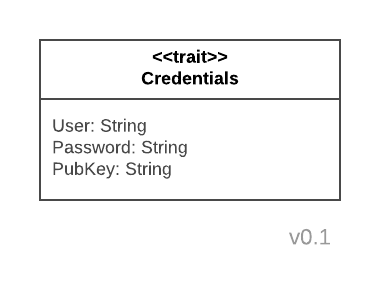 <<trait>>
Credentials
User: String
Password: String
PubKey: String
v0.1